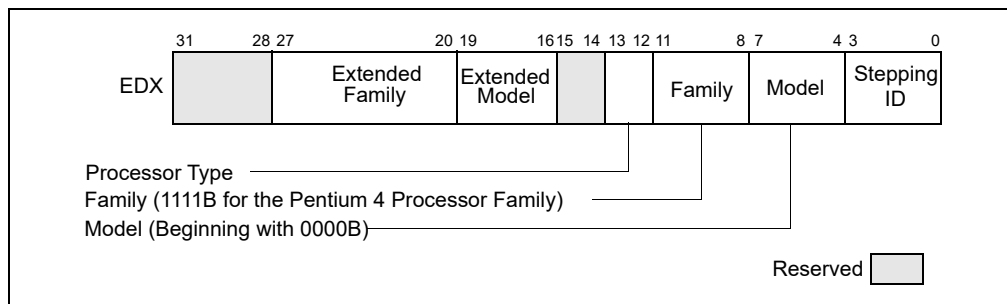 31 28 27 20 19 16 15 14 13 12 11 8 7 4 3 0
EDX
Extended
Family
Extended
Model
Family
Model
Stepping
ID
Processor Type
Family (1111B for the Pentium 4 Processor Family)
Model (Beginning with 0000B)
Reserved